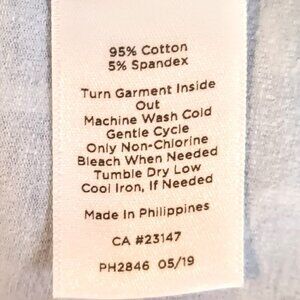 95% Cotton
5% Spandex
Turn Garment Inside
Out
Machine Wash Cold
Gentle Cycle
Only Non-Chlorine
Bleach When Needed
Tumble Dry Low
Cool Iron, If Needed
Made In Philippines
CA #23147
PH2846 05/19